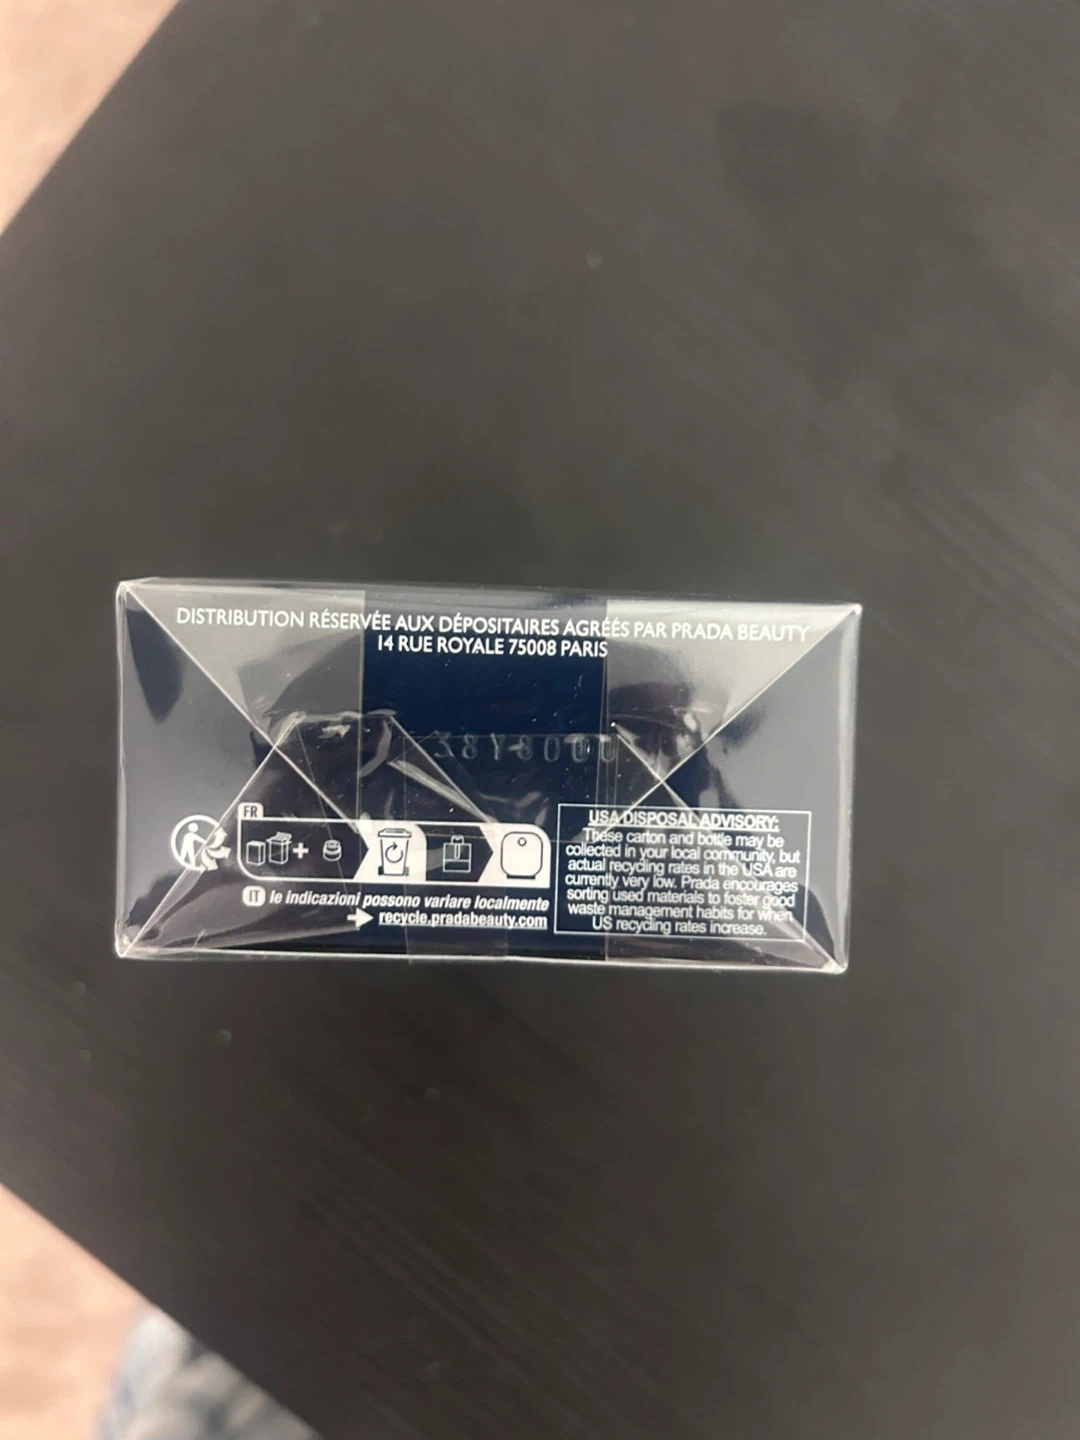 DISTRIBUTION RÉSERVÉE AUX DÉPOSITAIRES AGRÉÉS PAR PRADA BEAUTY
14 RUE ROYALE 75008 PARIS
FR
IT le indicazioni possono variare localmente
recycle.pradabeauty.com
USA DISPOSAL ADVISORY:
These carton and bottle may be
collected in your local community, but
actual recycling rates in the USA are
currently very low. Prada encourages
sorting used materials to foster good
waste management habits for when
US recycling rates increase.